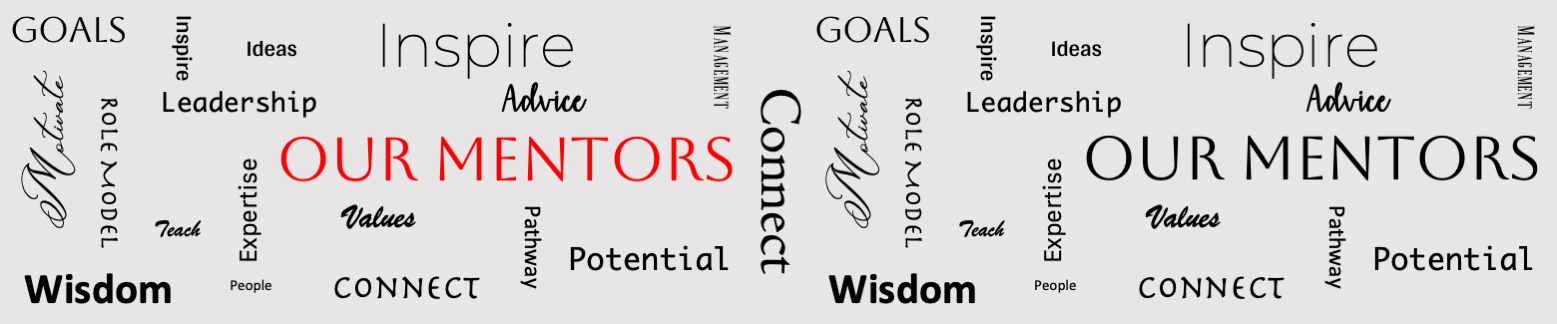 GOALS
Inspire
Ideas
Inspire
MANAGEMENT
Motivate
ROLE MODEL
Leadership
Advice
OUR MENTORS
Expertise
Teach
Values
Pathway
Potential
Wisdom
People
CONNECT
Connect
GOALS
Inspire
Ideas
Inspire
MANAGEMENT
Motivate
ROLE MODEL
Leadership
Advice
OUR MENTORS
Expertise
Teach
Values
Pathway
Potential
Wisdom
People
CONNECT